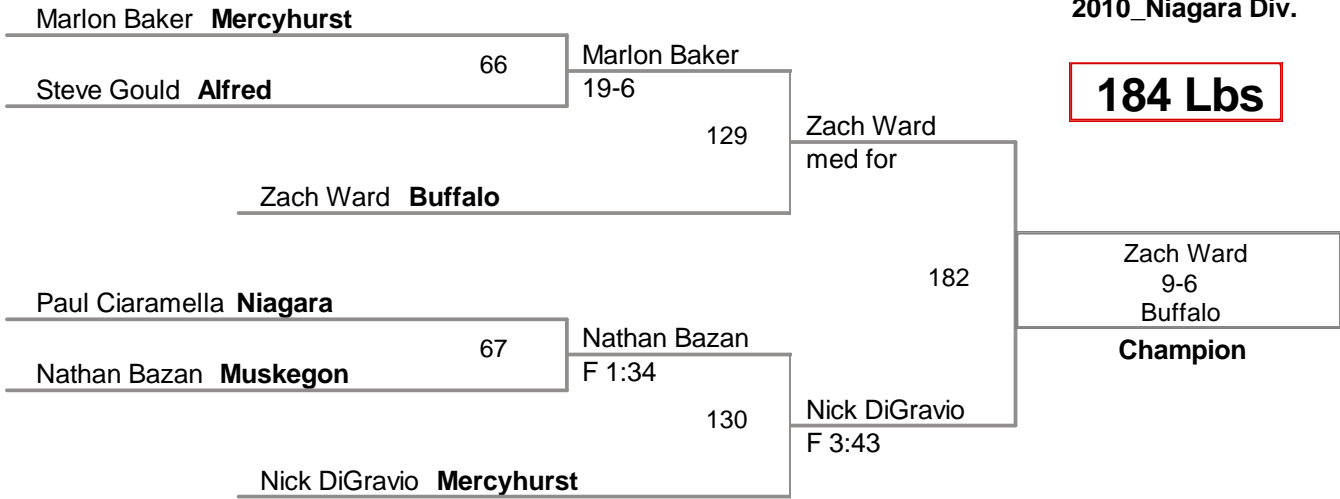 2010_Niagara Div.
184 Lbs
Marlon Baker Mercyhurst
66
Steve Gould Alfred
Marlon Baker
19-6
129
Zach Ward Buffalo
Zach Ward
med for
182
Paul Ciaramella Niagara
67
Nathan Bazan Muskegon
Nathan Bazan
F 1:34
130
Nick DiGravio Mercyhurst
Nick DiGravio
F 3:43
Zach Ward
9-6
Buffalo
Champion